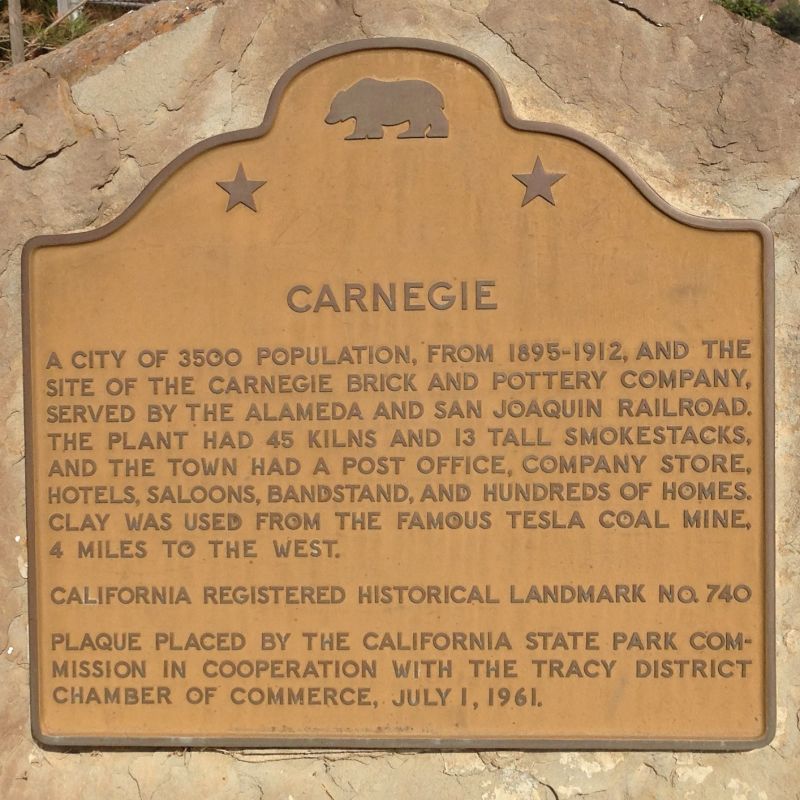 CARNEGIE
A CITY OF 3500 POPULATION, FROM 1895-1912, AND THE
SITE OF THE CARNEGIE BRICK AND POTTERY COMPANY,
SERVED BY THE ALAMEDA AND SAN JOAQUIN RAILROAD.
THE PLANT HAD 45 KILNS AND 13 TALL SMOKESTACKS,
AND THE TOWN HAD A POST OFFICE, COMPANY STORE,
HOTELS, SALOONS, BANDSTAND, AND HUNDREDS OF HOMES.
CLAY WAS USED FROM THE FAMOUS TESLA COAL MINE,
4 MILES TO THE WEST.
CALIFORNIA REGISTERED HISTORICAL LANDMARK NO. 740
PLAQUE PLACED BY THE CALIFORNIA STATE PARK COM-
MISSION IN COOPERATION WITH THE TRACY DISTRICT
CHAMBER OF COMMERCE, JULY 1, 1961.